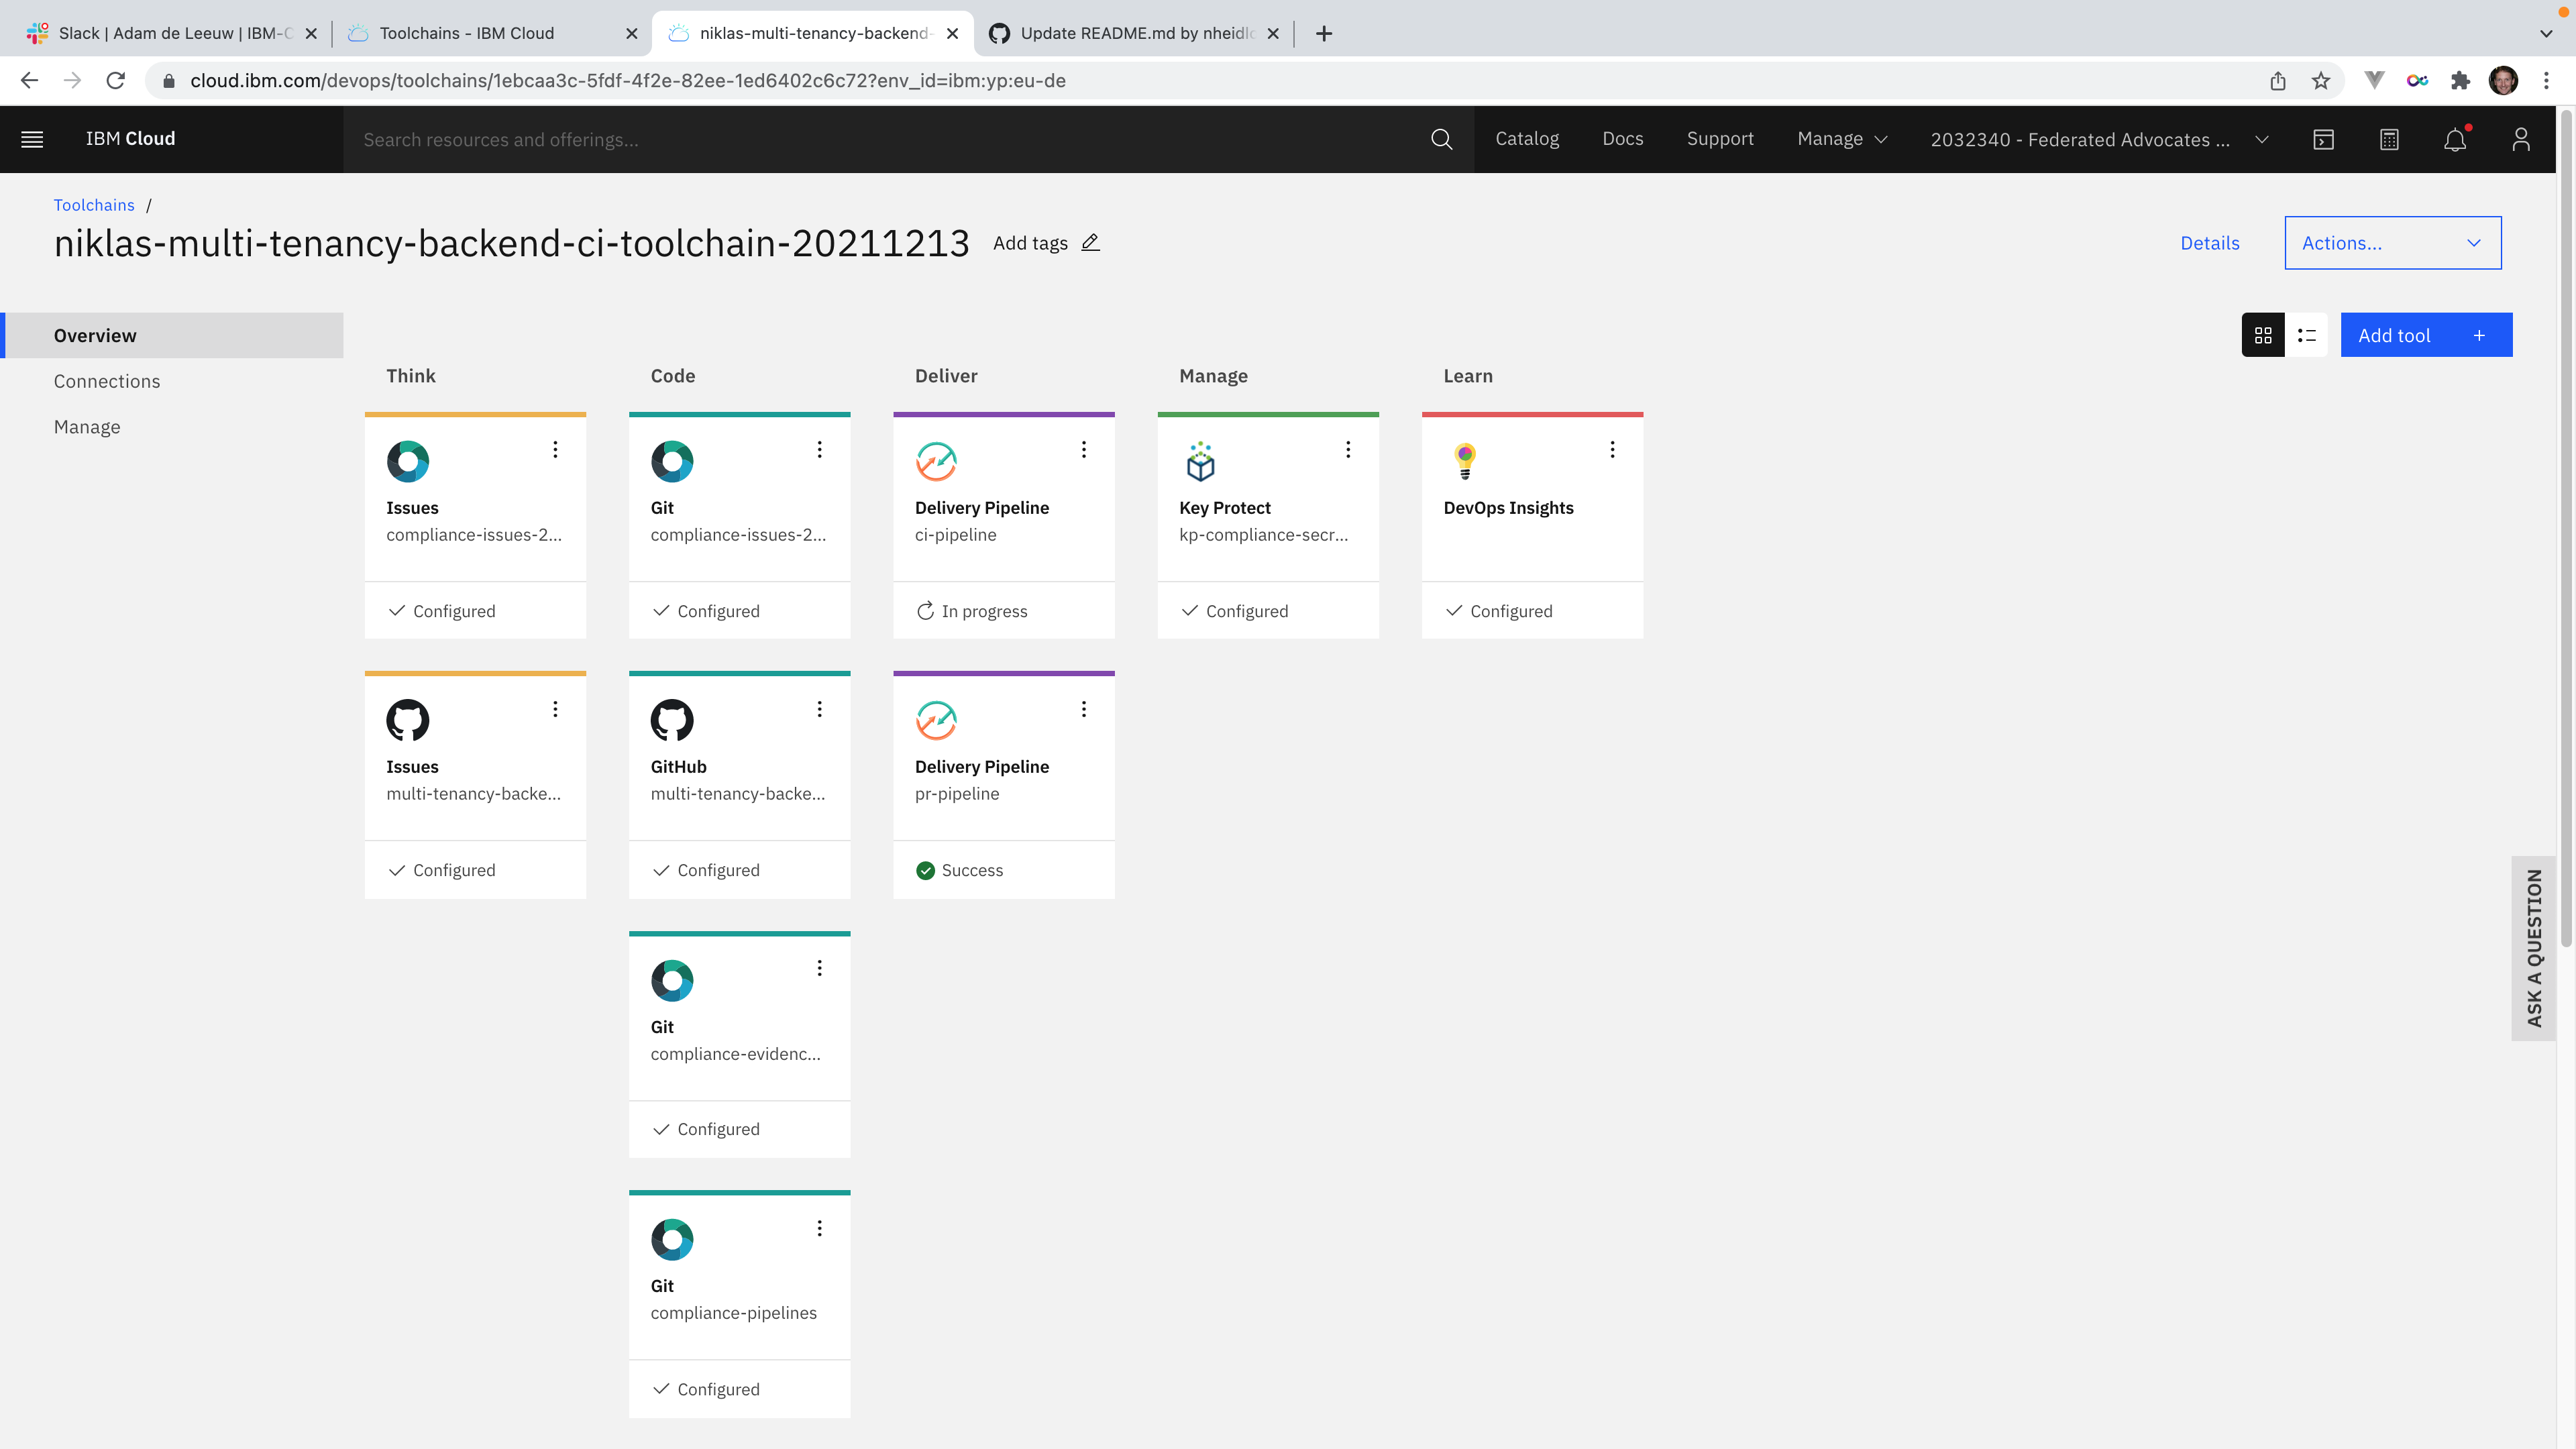 Slack | Adam de Leeuw | IBM-C
Toolchains - IBM Cloud
niklas-multi-tenancy-backend-
Update README.md by nheidlo
cloud.ibm.com/devops/toolchains/1ebcaa3c-5fdf-4f2e-82ee-1ed6402c6c72?env_id=ibm:yp:eu-de
IBM Cloud
Search resources and offerings...
Catalog
Docs
Support
Manage
2032340 - Federated Advocates ...
Toolchains /
niklas-multi-tenancy-backend-ci-toolchain-20211213
Add tags
Details
Actions...
Overview
Connections
Manage
Add tool +
Think
Code
Deliver
Manage
Learn
Issues
compliance-issues-2...
Configured
Git
compliance-issues-2...
Configured
Delivery Pipeline
ci-pipeline
In progress
Key Protect
kp-compliance-secr...
Configured
DevOps Insights
Configured
Issues
multi-tenancy-backe...
Configured
GitHub
multi-tenancy-backe...
Configured
Delivery Pipeline
pr-pipeline
Success
Git
compliance-evidenc...
Configured
Git
compliance-pipelines
Configured
ASK A QUESTION